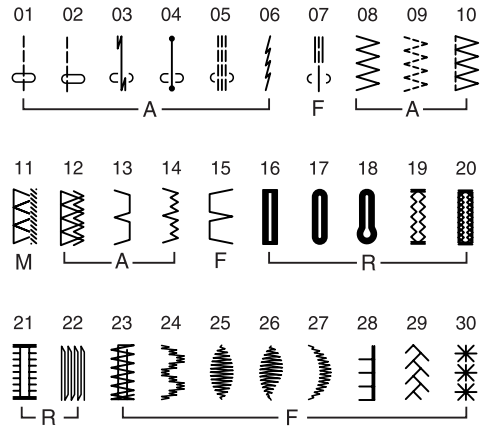 01 02 03 04 05 06 07 08 09 10
A F A
11 12 13 14 15 16 17 18 19 20
M A F R
21 22 23 24 25 26 27 28 29 30
R F